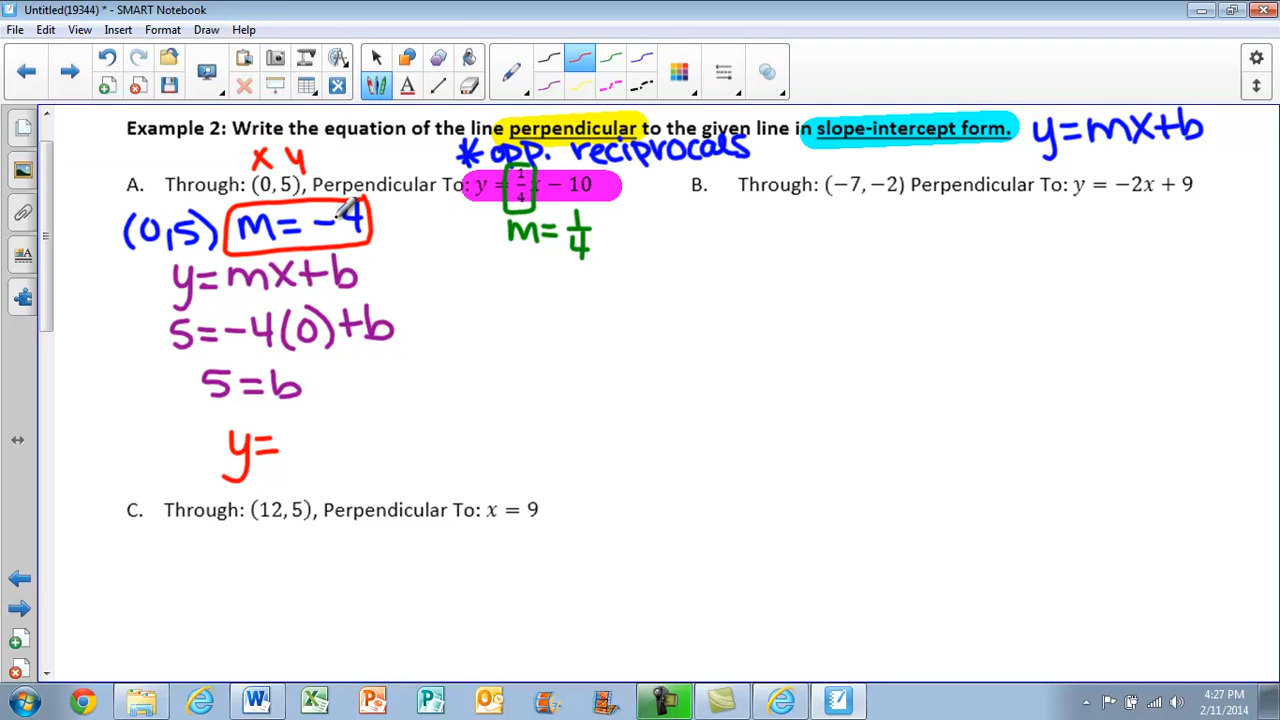 Untitled(19344) * - SMART Notebook
File Edit View Insert Format Draw Help
Example 2: Write the equation of the line perpendicular to the given line in slope-intercept form. y=mx+b
x y * opp. reciprocals
A. Through: (0, 5), Perpendicular To: y = 1/4 x − 10
B. Through: (−7, −2) Perpendicular To: y = −2x + 9
(0,5) m= -4 m= 1/4
y=mx+b
5=-4(0)+b
5=b
y=
C. Through: (12, 5), Perpendicular To: x = 9
4:27 PM
2/11/2014